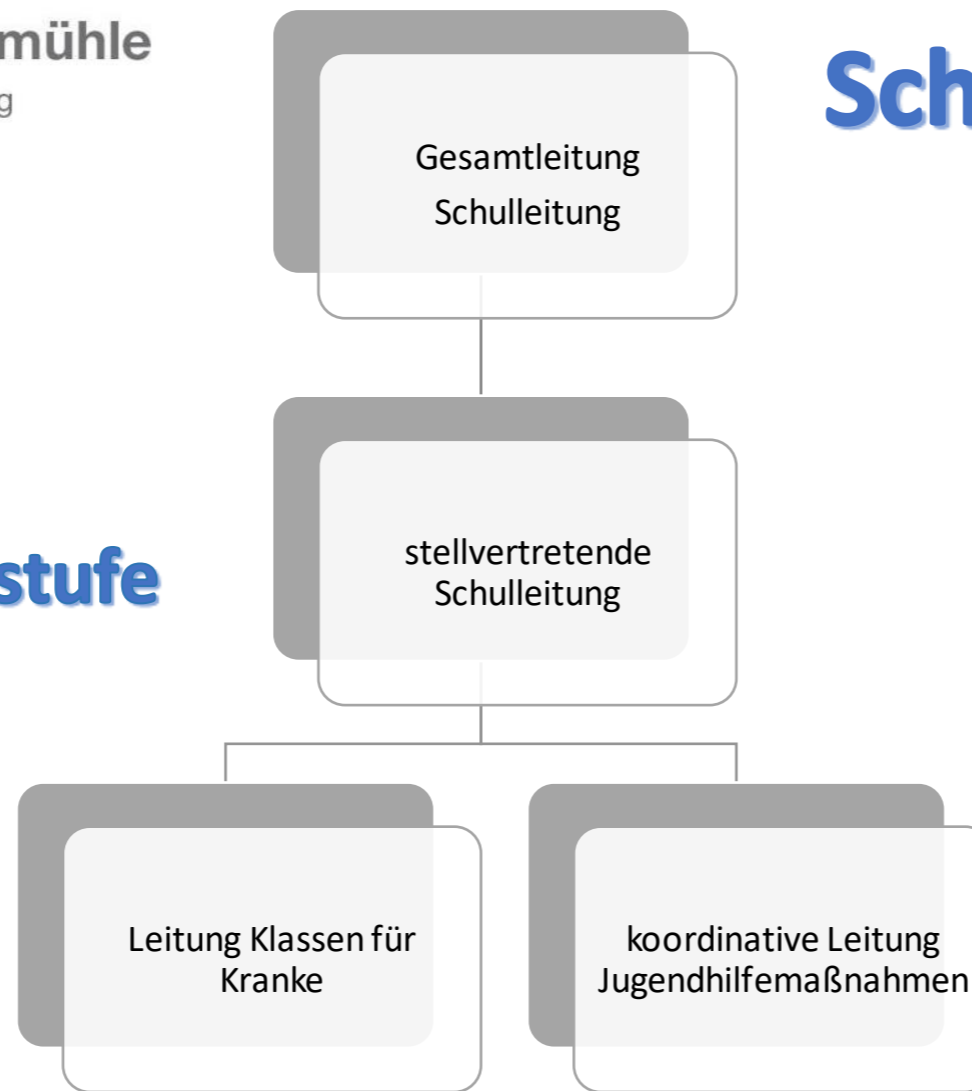 mühle
g
Sch
Gesamtleitung
Schulleitung
stufe
stellvertretende
Schulleitung
Leitung Klassen für
Kranke
koordinative Leitung
Jugendhilfemaßnahmen